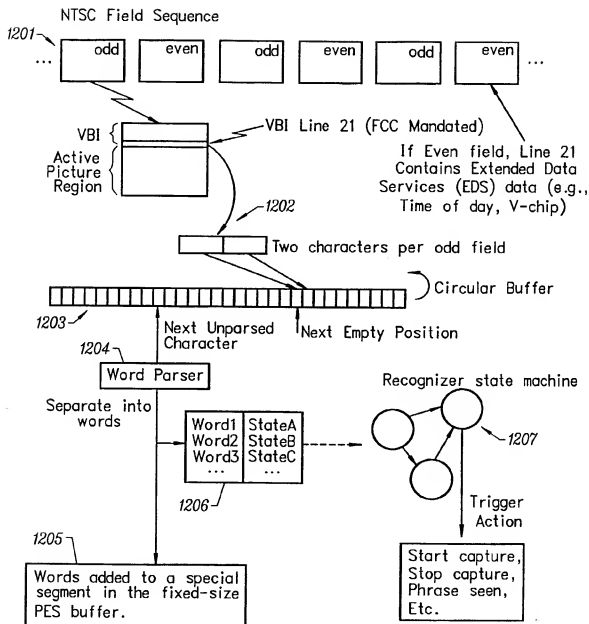 NTSC Field Sequence
1201
... odd even odd even odd even ...
VBI
VBI Line 21 (FCC Mandated)
Active
Picture
Region
If Even field, Line 21
Contains Extended Data
Services (EDS) data (e.g.,
Time of day, V-chip)
1202
Two characters per odd field
Circular Buffer
1203
Next Unparsed
Character
Next Empty Position
1204
Word Parser
Separate into
words
Recognizer state machine
Word1 StateA
Word2 StateB
Word3 StateC
... ...
1206
1207
Trigger
Action
1205
Words added to a special
segment in the fixed-size
PES buffer.
Start capture,
Stop capture,
Phrase seen,
Etc.